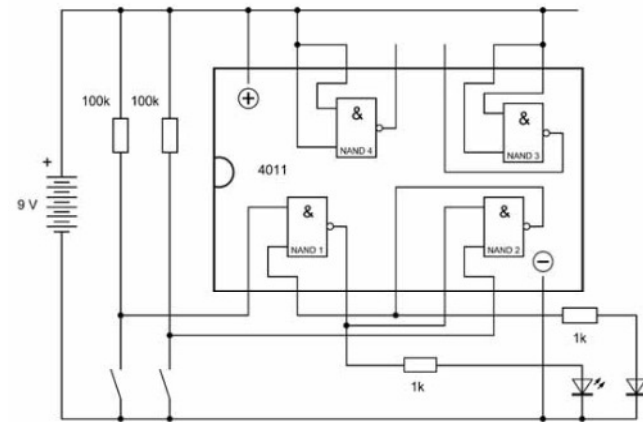 100k
100k
+
9 V
+
4011
&
NAND 4
&
NAND 3
&
NAND 1
&
NAND 2
−
1k
1k